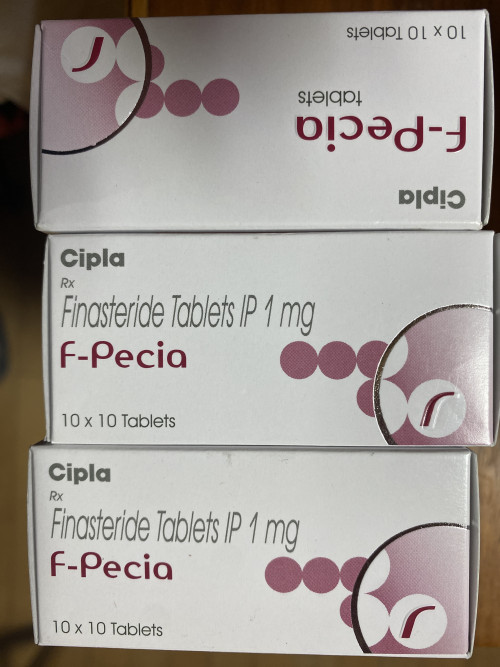 Cipla
F-Pecia
tablets
10 x 10 Tablets
Cipla
Rx
Finasteride Tablets IP 1 mg
F-Pecia
10 x 10 Tablets
Cipla
Rx
Finasteride Tablets IP 1 mg
F-Pecia
10 x 10 Tablets